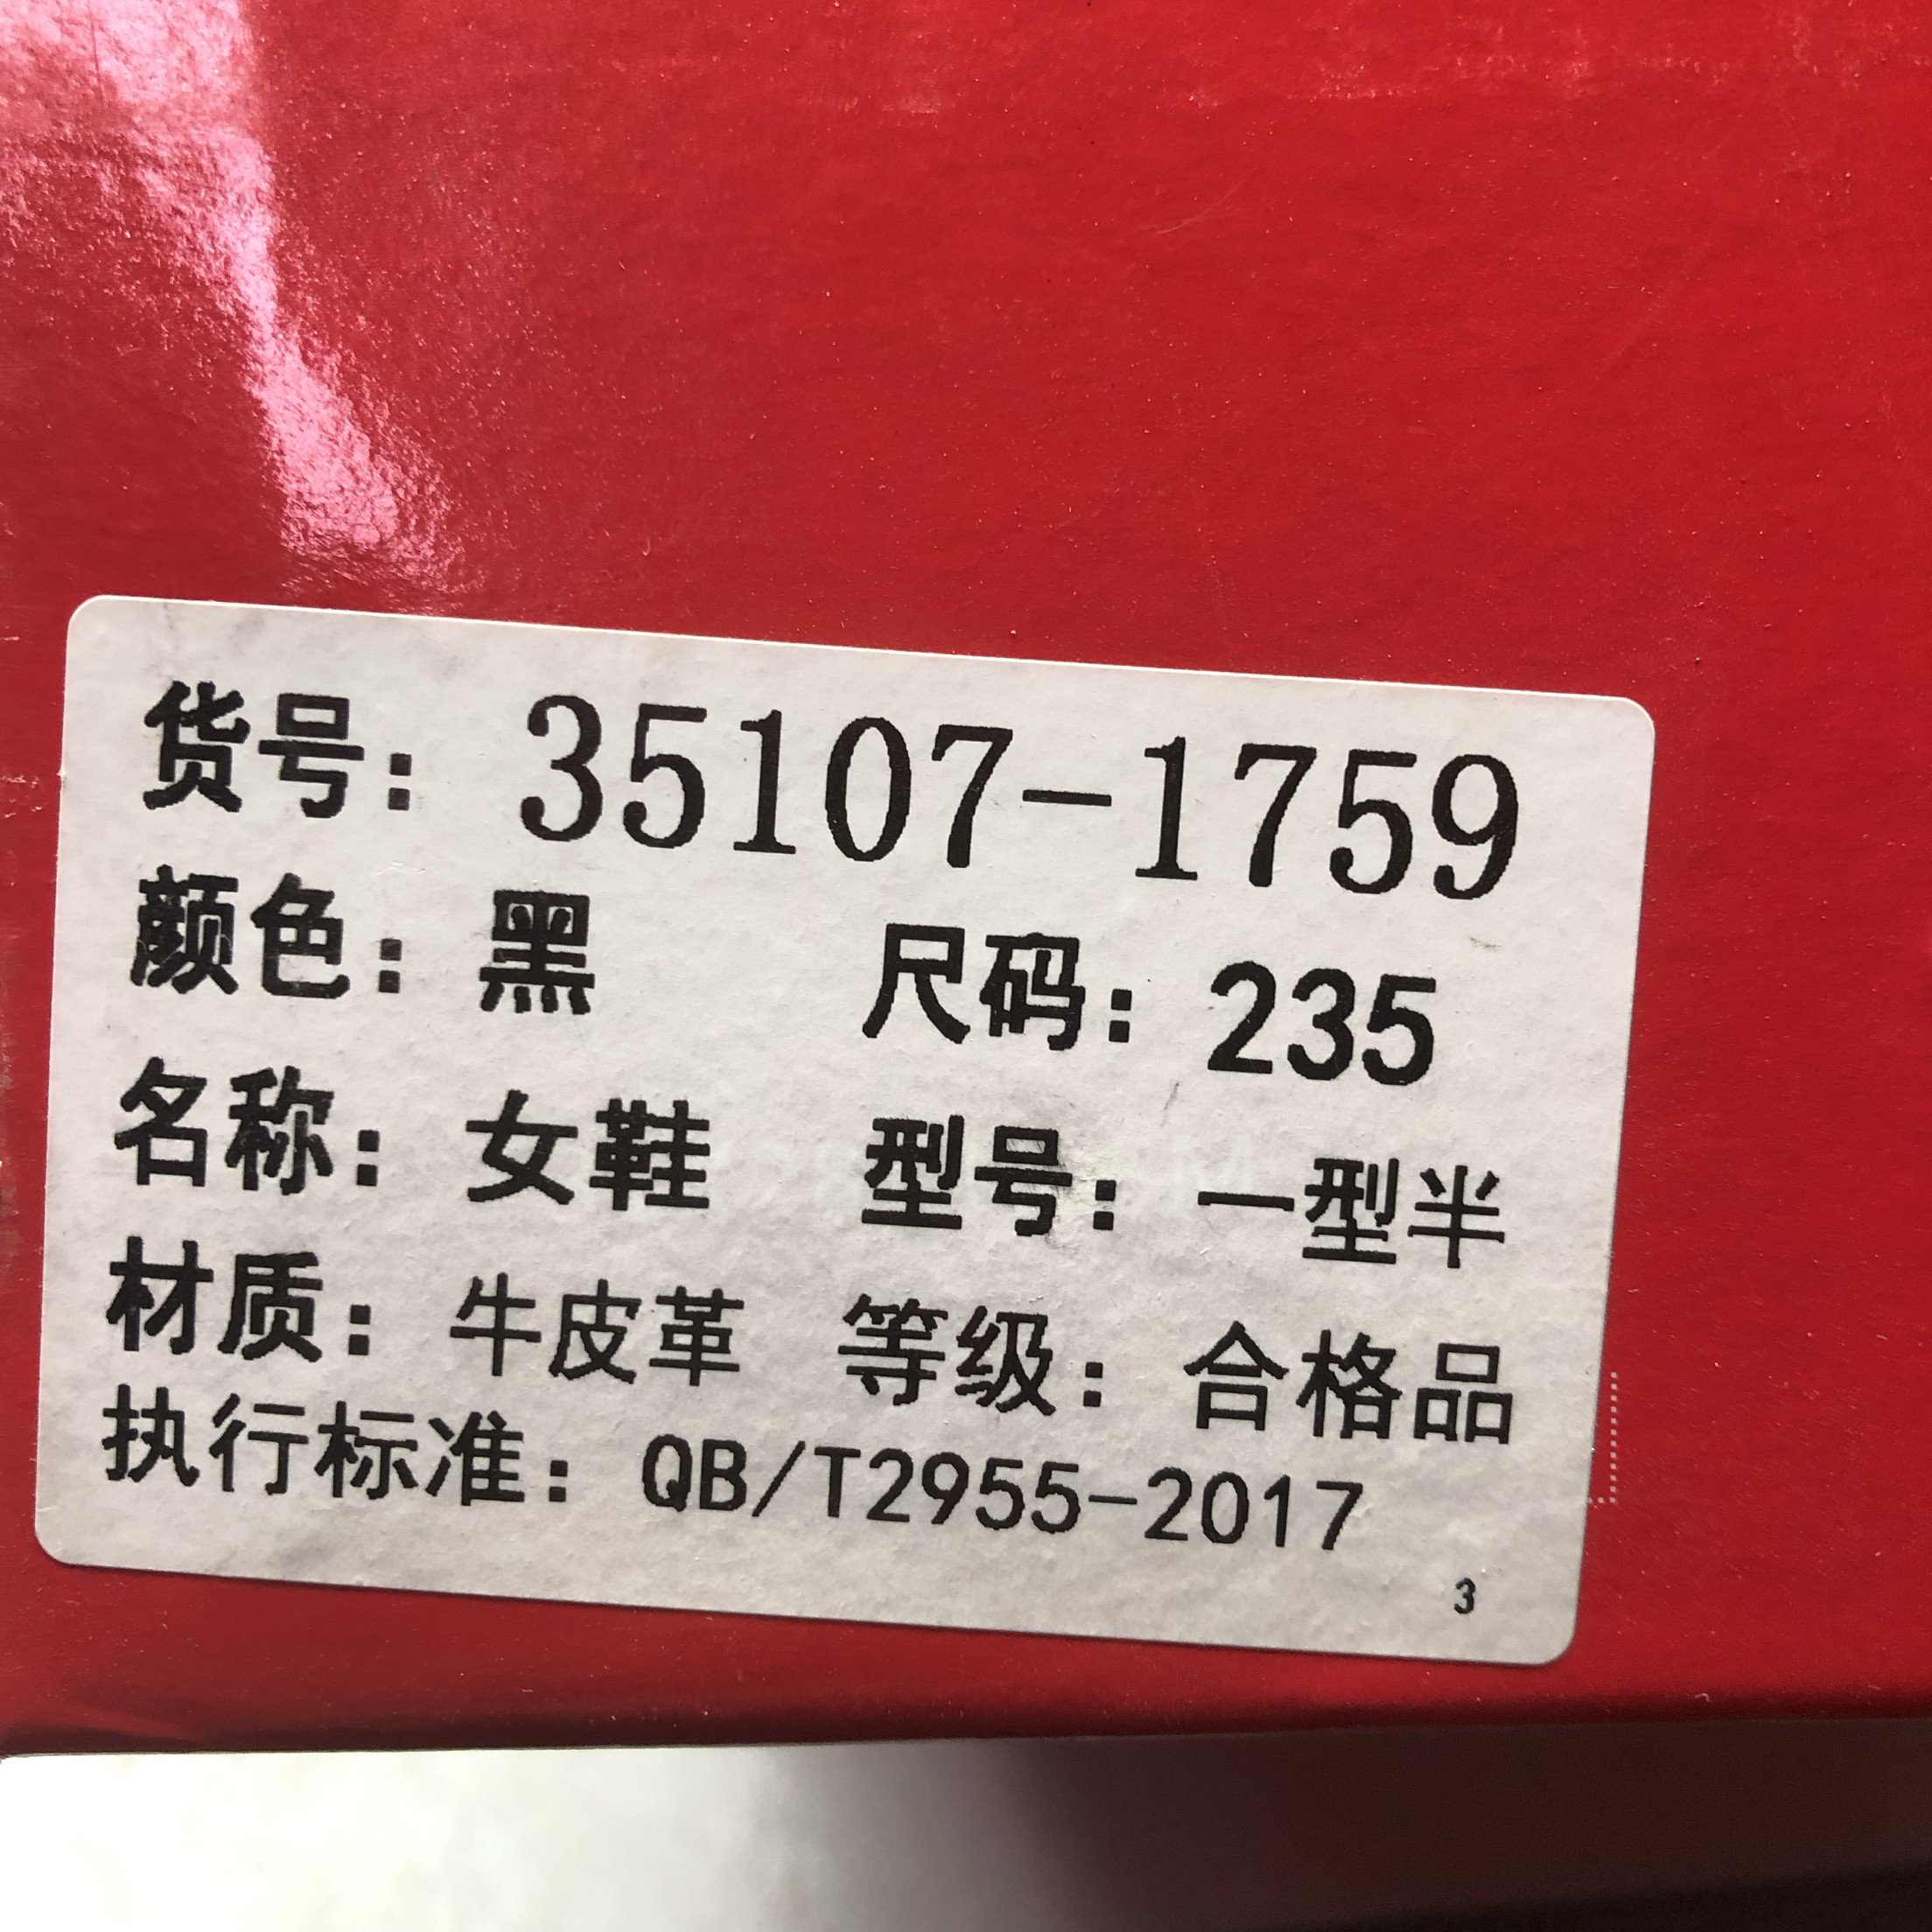 货号: 35107-1759
颜色: 黑 尺码: 235
名称: 女鞋 型号: 一型半
材质: 牛皮革 等级: 合格品
执行标准: QB/T2955-2017
3